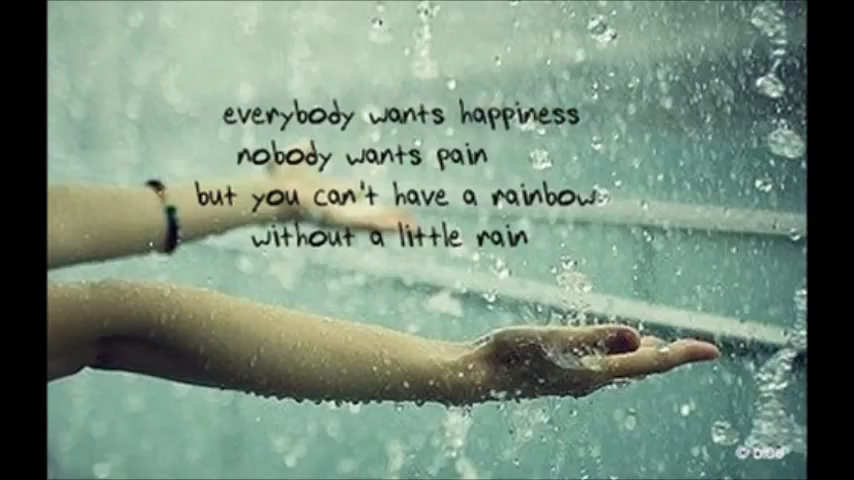 everybody wants happiness
nobody wants pain
but you can't have a rainbow
without a little rain